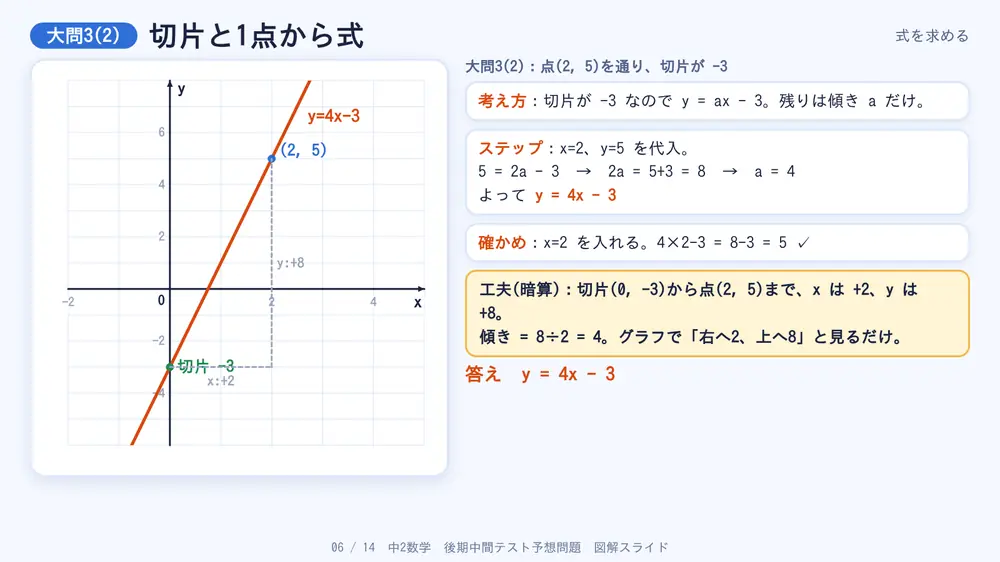 大問3(2) 切片と1点から式
式を求める
y
y=4x-3
6
(2, 5)
4
2
y:+8
-2
0
2
4
x
-2
切片 -3
x:+2
-4
大問3(2)：点(2, 5)を通り、切片が -3
考え方：切片が -3 なので y = ax - 3。残りは傾き a だけ。
ステップ：x=2、y=5 を代入。
5 = 2a - 3 → 2a = 5+3 = 8 → a = 4
よって y = 4x - 3
確かめ：x=2 を入れる。4×2-3 = 8-3 = 5 ✓
工夫(暗算)：切片(0, -3)から点(2, 5)まで、x は +2、y は
+8。
傾き = 8÷2 = 4。グラフで「右へ2、上へ8」と見るだけ。
答え y = 4x - 3
06 / 14 中2数学 後期中間テスト予想問題 図解スライド